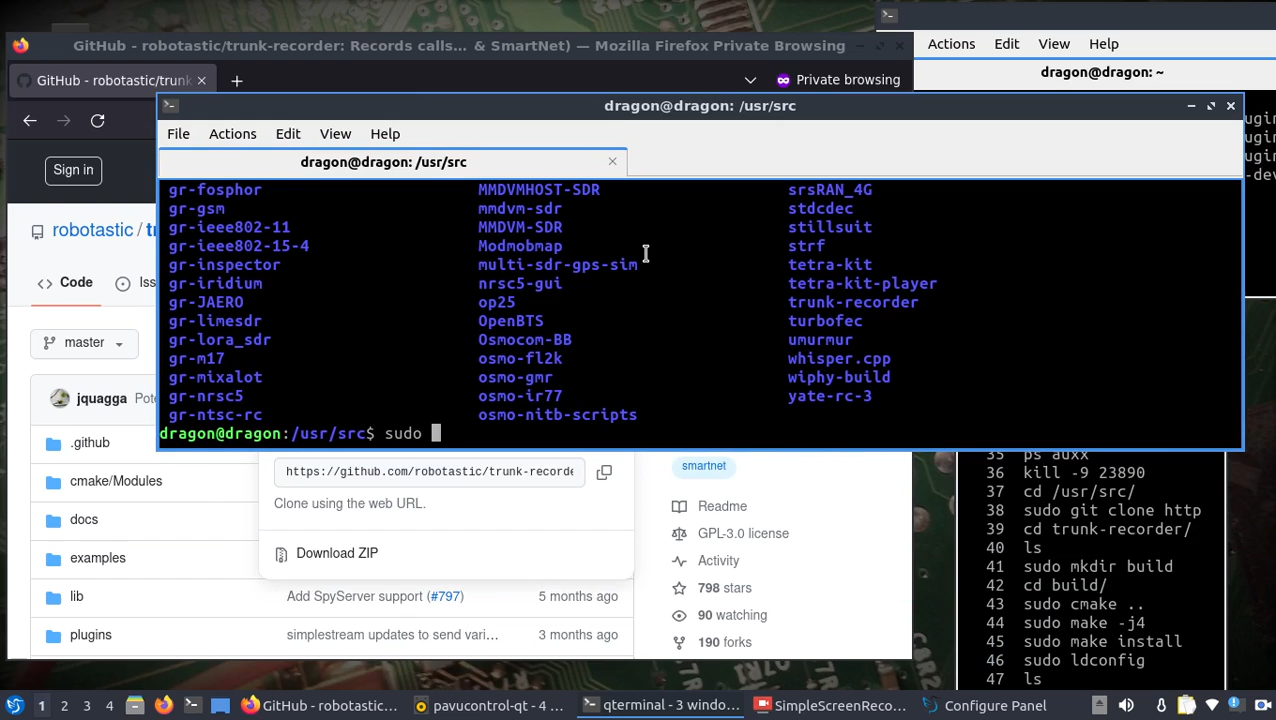 GitHub - robotastic/trunk-recorder: Records calls... & SmartNet) — Mozilla Firefox Private Browsing
GitHub - robotastic/trunk
Private browsing
Sign in
robotastic /
Code
master
jquagga
.github
cmake/Modules
docs
examples
lib
Add SpyServer support (#797)
5 months ago
plugins
simplestream updates to send vari...
3 months ago
https://github.com/robotastic/trunk-recorde
Clone using the web URL.
Download ZIP
smartnet
Readme
GPL-3.0 license
Activity
798 stars
90 watching
190 forks
dragon@dragon: /usr/src
File Actions Edit View Help
dragon@dragon: /usr/src
gr-fosphor MMDVMHOST-SDR srsRAN_4G
gr-gsm mmdvm-sdr stdcdec
gr-ieee802-11 MMDVM-SDR stillsuit
gr-ieee802-15-4 Modmobmap strf
gr-inspector multi-sdr-gps-sim tetra-kit
gr-iridium nrsc5-gui tetra-kit-player
gr-JAERO op25 trunk-recorder
gr-limesdr OpenBTS turbofec
gr-lora_sdr Osmocom-BB umurmur
gr-m17 osmo-fl2k whisper.cpp
gr-mixalot osmo-gmr wiphy-build
gr-nrsc5 osmo-ir77 yate-rc-3
gr-ntsc-rc osmo-nitb-scripts
dragon@dragon:/usr/src$ sudo
Actions Edit View Help
dragon@dragon: ~
35 ps auxx
36 kill -9 23890
37 cd /usr/src/
38 sudo git clone http
39 cd trunk-recorder/
40 ls
41 sudo mkdir build
42 cd build/
43 sudo cmake ..
44 sudo make -j4
45 sudo make install
46 sudo ldconfig
47 ls
1 2 3 4 GitHub - robotastic... pavucontrol-qt - 4 ... qterminal - 3 windo... SimpleScreenReco... Configure Panel